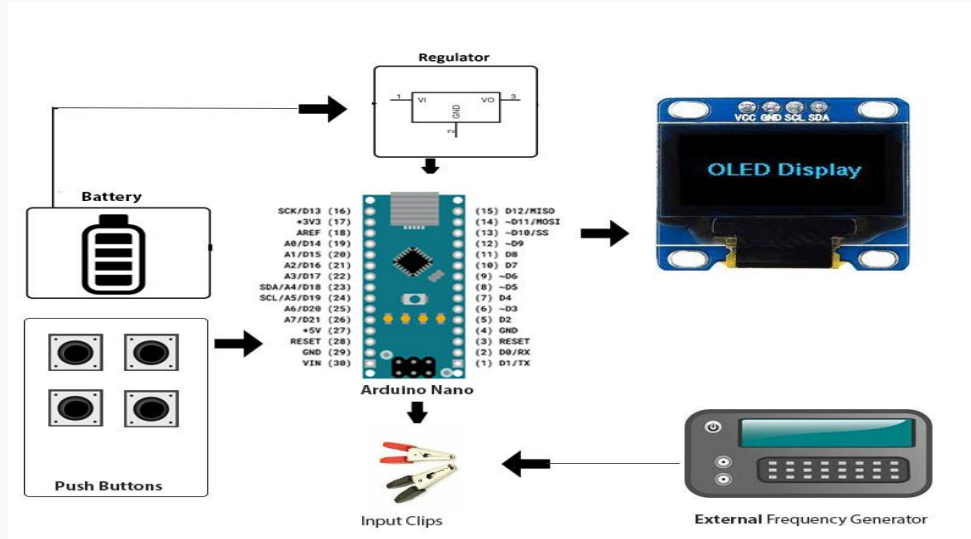 Regulator
1 VI VO 3
GND
2
VCC GND SCL SDA
OLED Display
Battery
SCK/D13 (16)
+3V3 (17)
AREF (18)
A0/D14 (19)
A1/D15 (20)
A2/D16 (21)
A3/D17 (22)
SDA/A4/D18 (23)
SCL/A5/D19 (24)
A6/D20 (25)
A7/D21 (26)
+5V (27)
RESET (28)
GND (29)
VIN (30)
(15) D12/MISO
(14) ~D11/MOSI
(13) ~D10/SS
(12) ~D9
(11) D8
(10) D7
(9) ~D6
(8) ~D5
(7) D4
(6) ~D3
(5) D2
(4) GND
(3) RESET
(2) D0/RX
(1) D1/TX
Arduino Nano
Push Buttons
Input Clips
External Frequency Generator